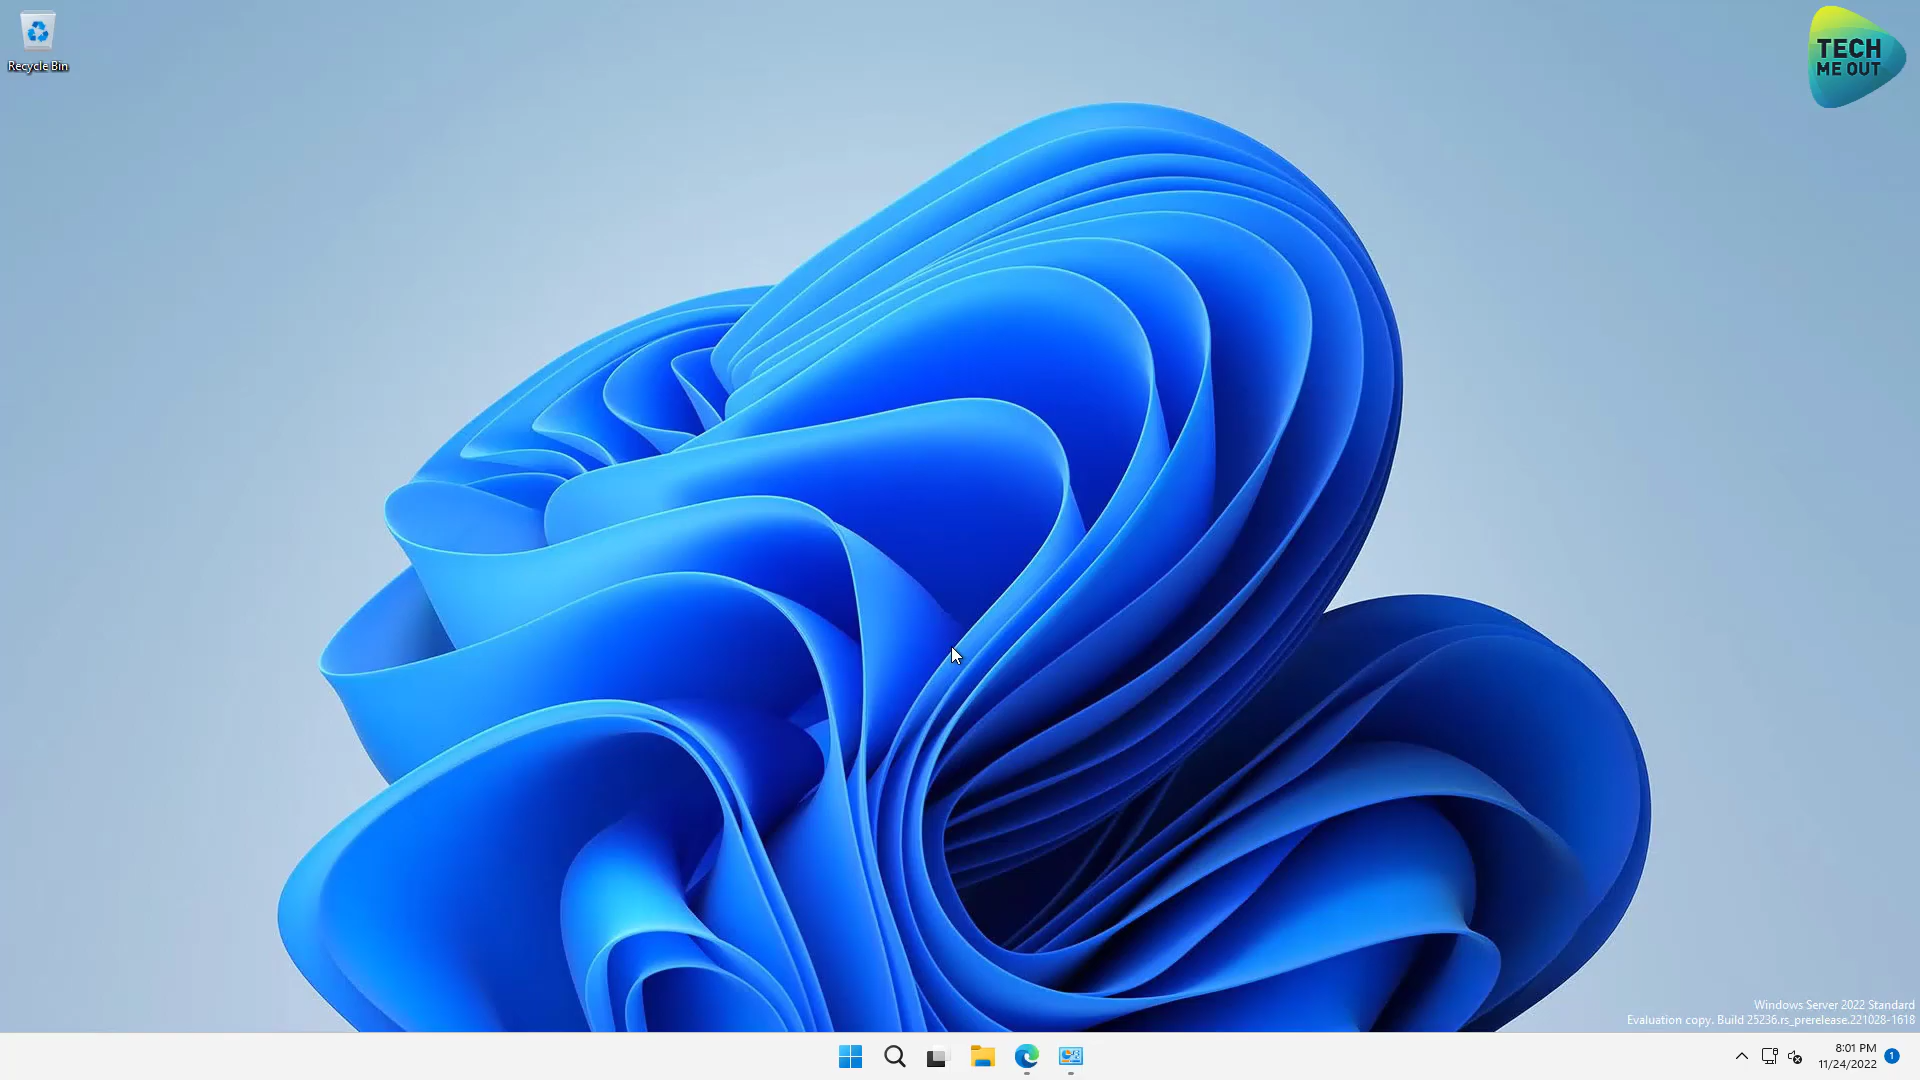 Recycle Bin
TECH
ME OUT
Windows Server 2022 Standard
Evaluation copy. Build 25236.rs_prerelease.221028-1618
8:01 PM
11/24/2022
1